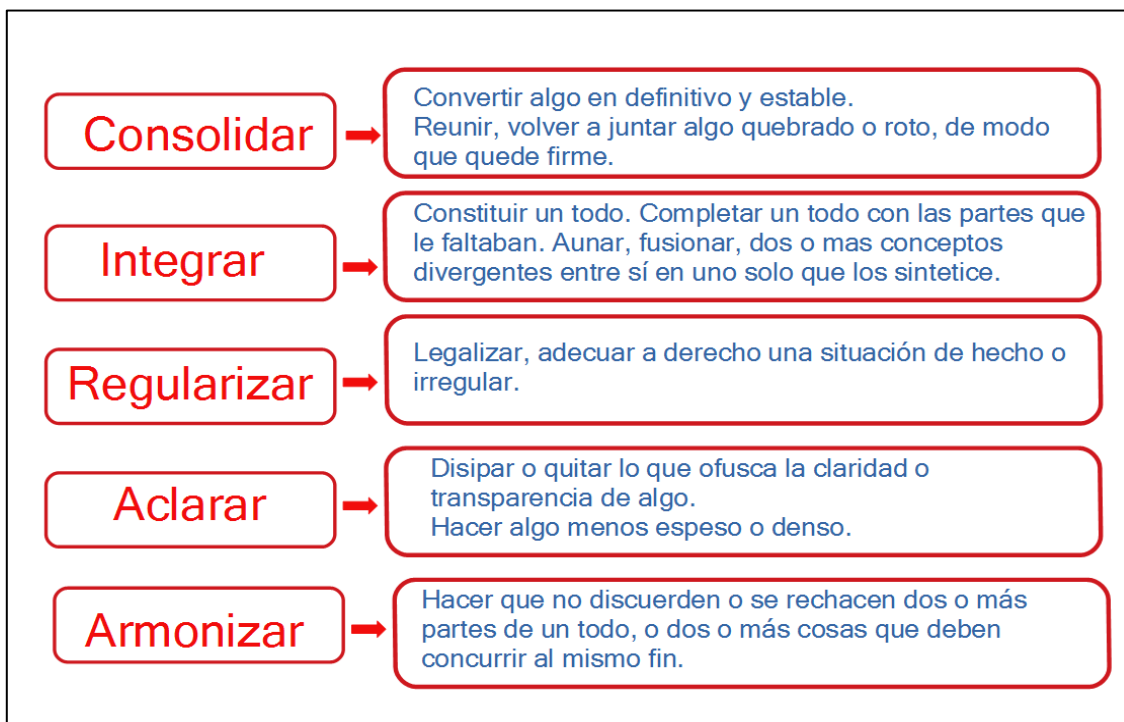 Consolidar
Convertir algo en definitivo y estable.
Reunir, volver a juntar algo quebrado o roto, de modo
que quede firme.
Integrar
Constituir un todo. Completar un todo con las partes que
le faltaban. Aunar, fusionar, dos o mas conceptos
divergentes entre sí en uno solo que los sintetice.
Regularizar
Legalizar, adecuar a derecho una situación de hecho o
irregular.
Aclarar
Disipar o quitar lo que ofusca la claridad o
transparencia de algo.
Hacer algo menos espeso o denso.
Armonizar
Hacer que no discuerden o se rechacen dos o más
partes de un todo, o dos o más cosas que deben
concurrir al mismo fin.